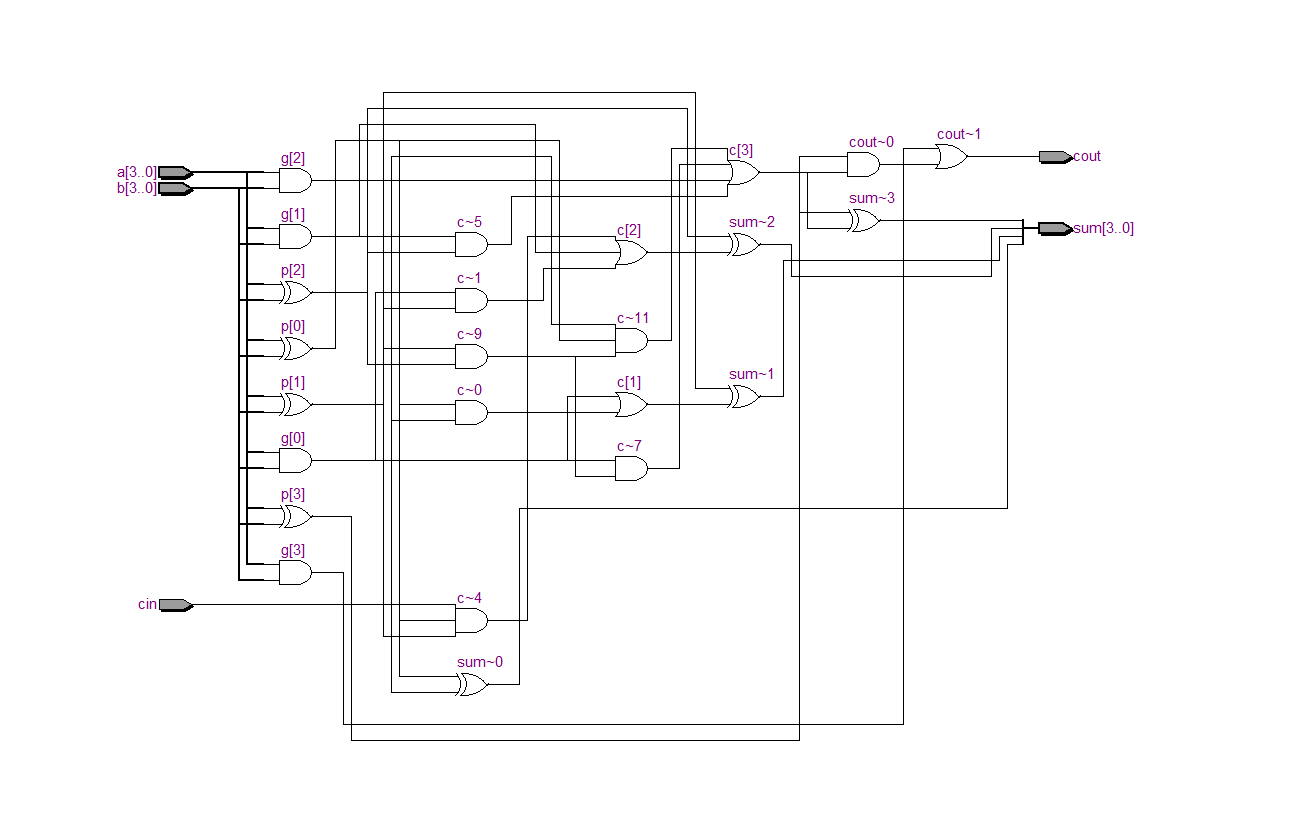 cout~1
cout~0
c[3]
cout
g[2]
a[3..0]
b[3..0]
sum~3
g[1]
c~5
sum~2
c[2]
sum[3..0]
p[2]
c~1
c~11
p[0]
c~9
sum~1
p[1]
c~0
c[1]
g[0]
c~7
p[3]
g[3]
cin
c~4
sum~0